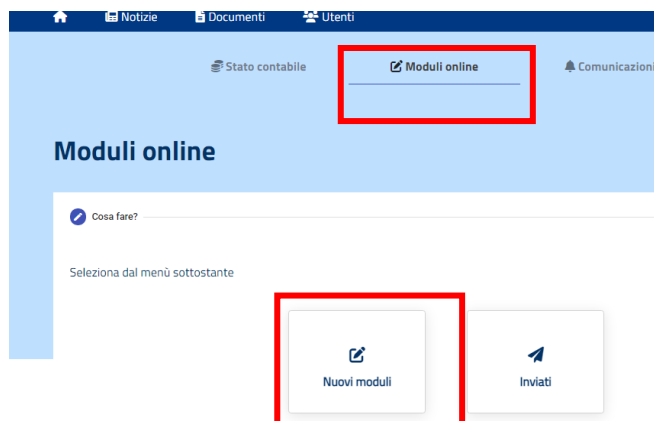 Notizie Documenti Utenti
Stato contabile Moduli online Comunicazioni
Moduli online
Cosa fare?
Seleziona dal menù sottostante
Nuovi moduli Inviati